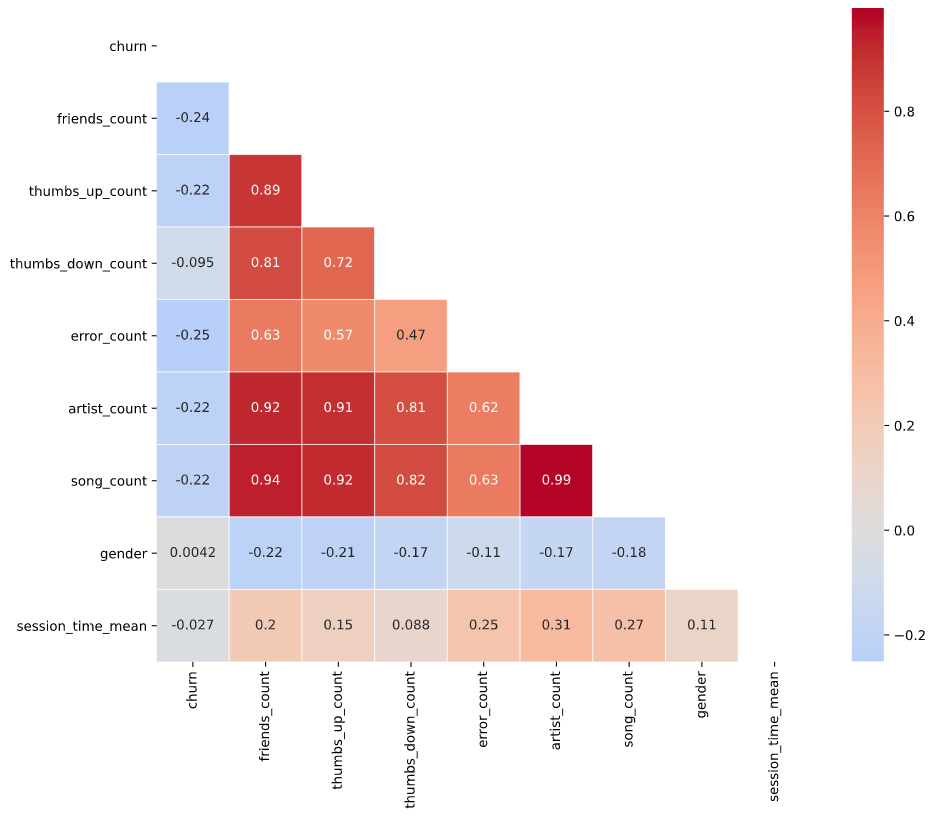 churn
friends_count -0.24
thumbs_up_count -0.22 0.89
thumbs_down_count -0.095 0.81 0.72
error_count -0.25 0.63 0.57 0.47
artist_count -0.22 0.92 0.91 0.81 0.62
song_count -0.22 0.94 0.92 0.82 0.63 0.99
gender 0.0042 -0.22 -0.21 -0.17 -0.11 -0.17 -0.18
session_time_mean -0.027 0.2 0.15 0.088 0.25 0.31 0.27 0.11
churn
friends_count
thumbs_up_count
thumbs_down_count
error_count
artist_count
song_count
gender
session_time_mean
0.8
0.6
0.4
0.2
0.0
−0.2